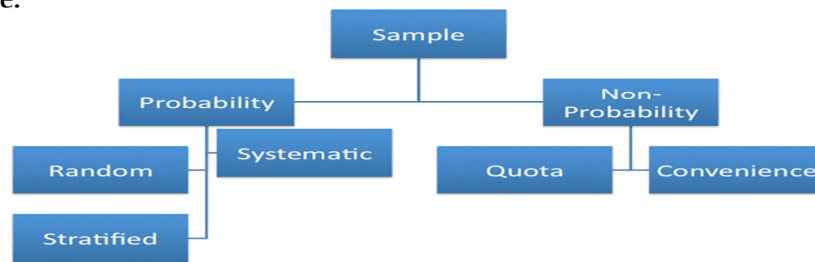 e.
Sample
Probability
Non-
Probability
Systematic
Random
Quota
Convenience
Stratified